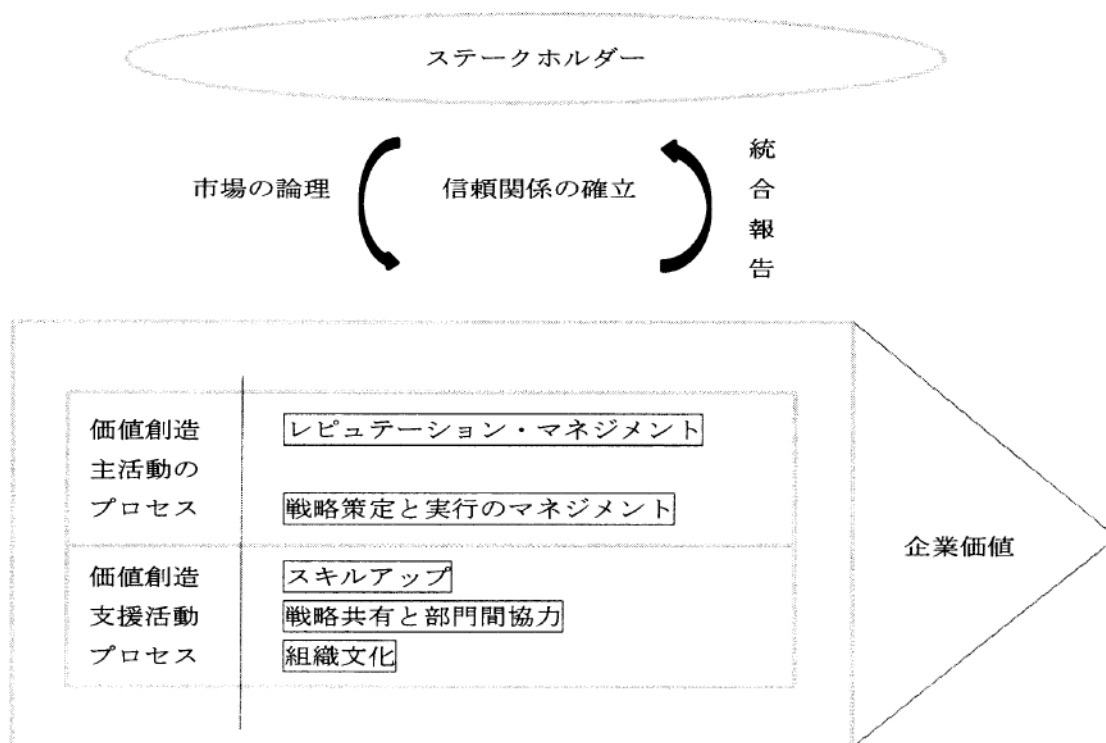 ステークホルダー
市場の論理
信頼関係の確立
統合報告
価値創造
主活動の
プロセス
レピュテーション・マネジメント
戦略策定と実行のマネジメント
価値創造
支援活動
プロセス
スキルアップ
戦略共有と部門間協力
組織文化
企業価値